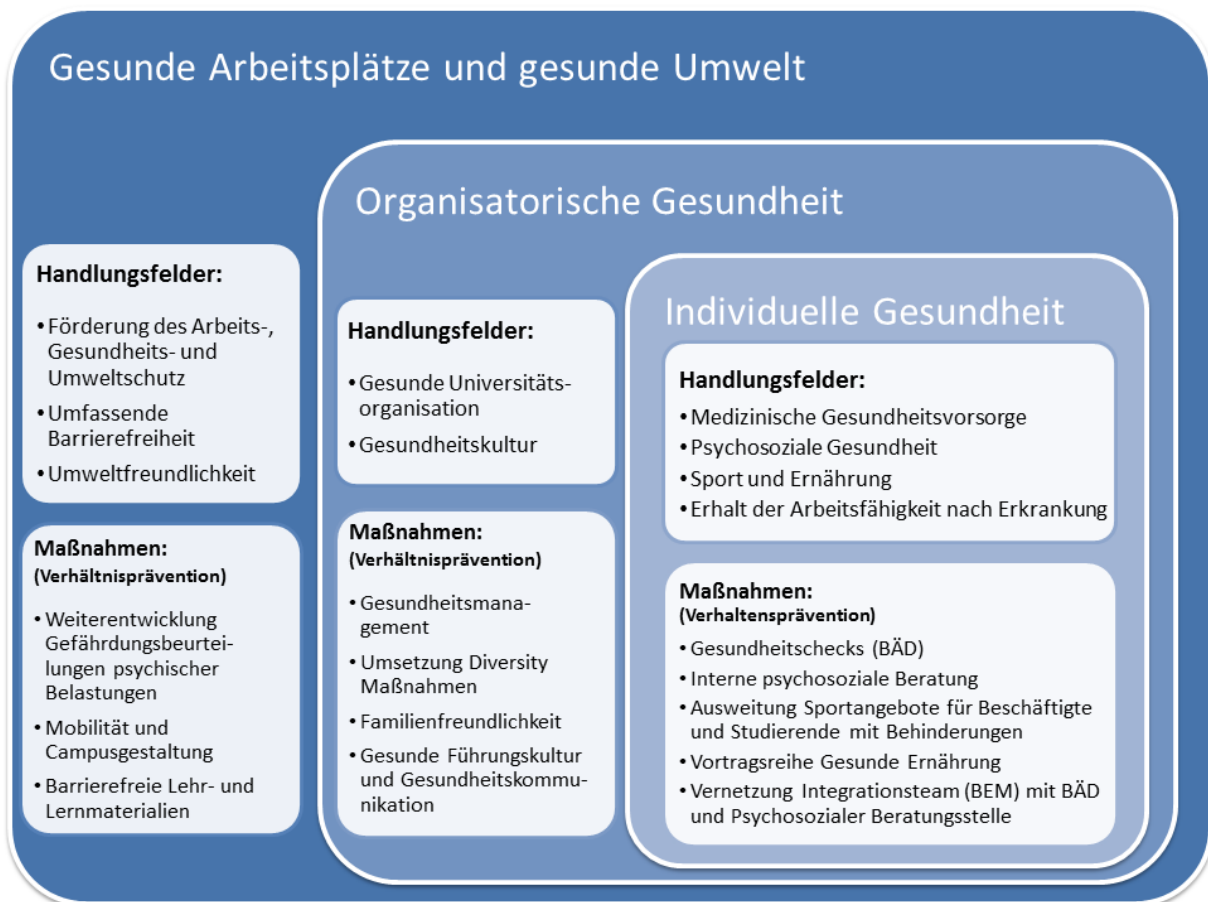 Gesunde Arbeitsplätze und gesunde Umwelt
Handlungsfelder:
• Förderung des Arbeits-,
Gesundheits- und
Umweltschutz
• Umfassende
Barrierefreiheit
• Umweltfreundlichkeit
Maßnahmen:
(Verhältnisprävention)
• Weiterentwicklung
Gefährdungsbeurtei-
lungen psychischer
Belastungen
• Mobilität und
Campusgestaltung
• Barrierefreie Lehr- und
Lernmaterialien
Organisatorische Gesundheit
Handlungsfelder:
• Gesunde Universitäts-
organisation
• Gesundheitskultur
Maßnahmen:
(Verhältnisprävention)
• Gesundheitsmana-
gement
• Umsetzung Diversity
Maßnahmen
• Familienfreundlichkeit
• Gesunde Führungskultur
und Gesundheitskommu-
nikation
Individuelle Gesundheit
Handlungsfelder:
• Medizinische Gesundheitsvorsorge
• Psychosoziale Gesundheit
• Sport und Ernährung
• Erhalt der Arbeitsfähigkeit nach Erkrankung
Maßnahmen:
(Verhaltensprävention)
• Gesundheitschecks (BÄD)
• Interne psychosoziale Beratung
• Ausweitung Sportangebote für Beschäftigte
und Studierende mit Behinderungen
• Vortragsreihe Gesunde Ernährung
• Vernetzung Integrationsteam (BEM) mit BÄD
und Psychosozialer Beratungsstelle